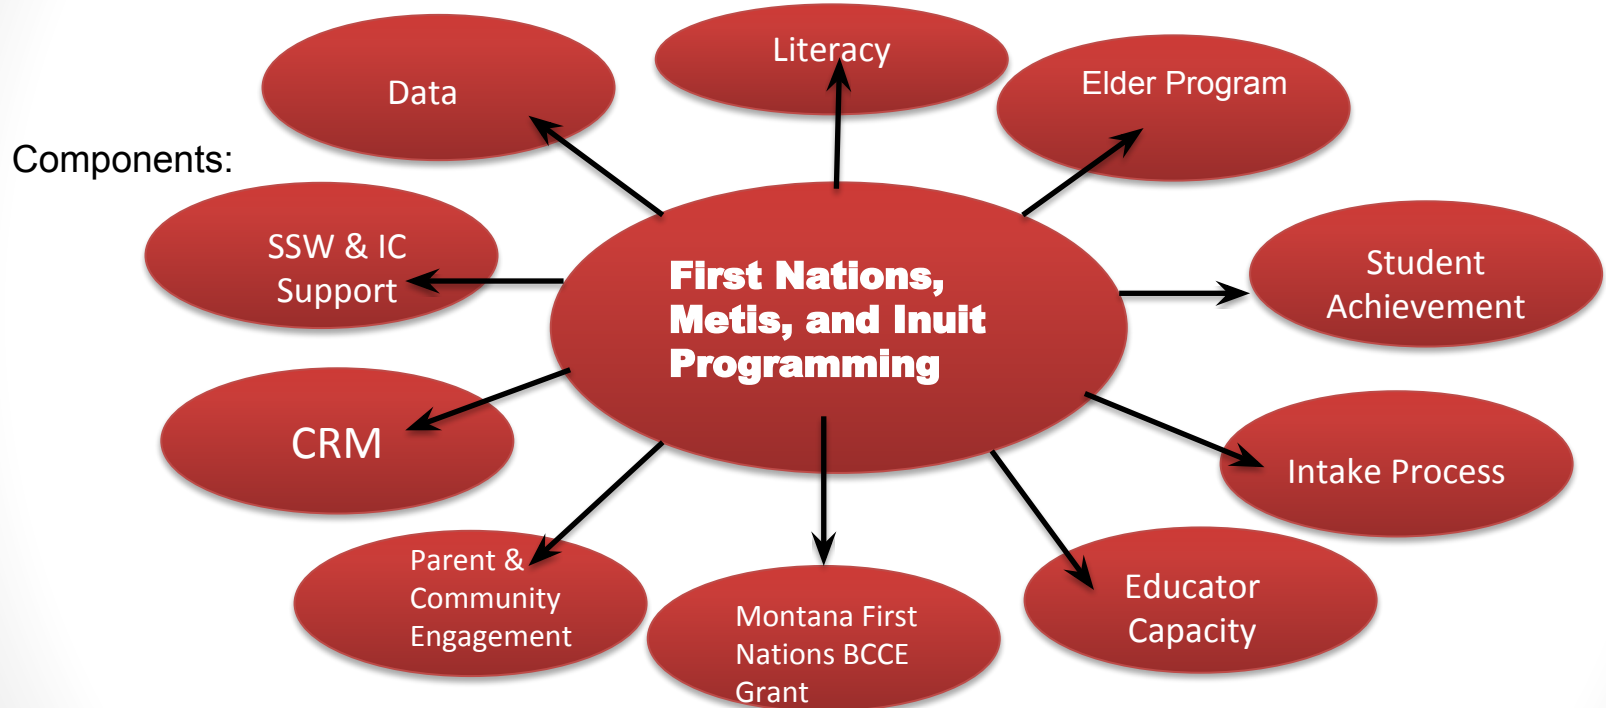 Components:
Data
Literacy
Elder Program
SSW & IC
Support
First Nations,
Metis, and Inuit
Programming
Student
Achievement
CRM
Intake Process
Parent &
Community
Engagement
Montana First
Nations BCCE
Grant
Educator
Capacity